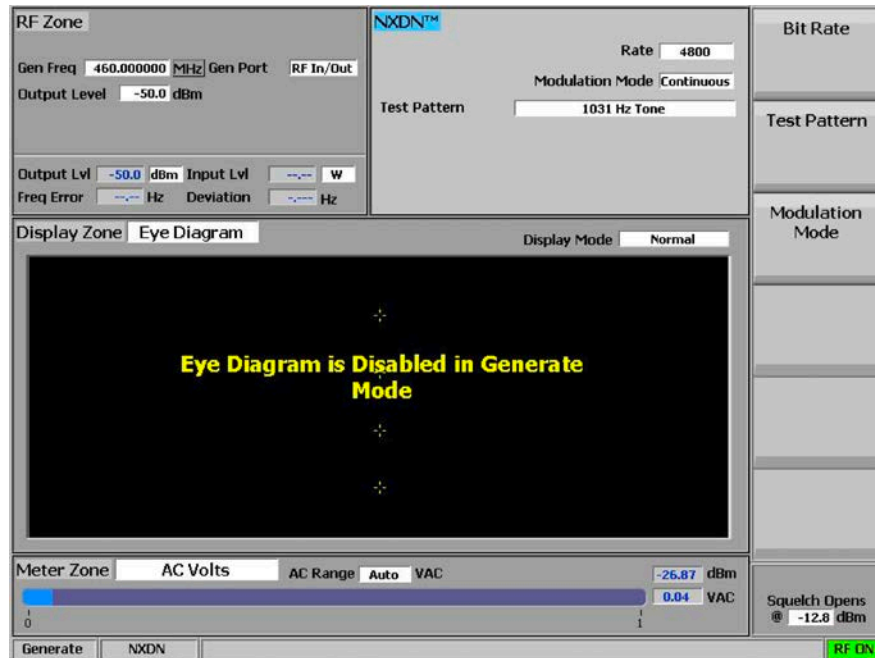 RF Zone
Gen Freq 460.000000 MHz Gen Port RF In/Out
Output Level -50.0 dBm
Output Lvl -50.0 dBm Input Lvl --.-- W
Freq Error --.-- Hz Deviation -.--- Hz
NXDN™
Rate 4800
Modulation Mode Continuous
Test Pattern 1031 Hz Tone
Display Zone Eye Diagram Display Mode Normal
Eye Diagram is Disabled in Generate
Mode
Meter Zone AC Volts AC Range Auto VAC -26.87 dBm
0.04 VAC
0 1
Generate NXDN RF ON
Bit Rate
Test Pattern
Modulation
Mode
Squelch Opens
@ -12.8 dBm